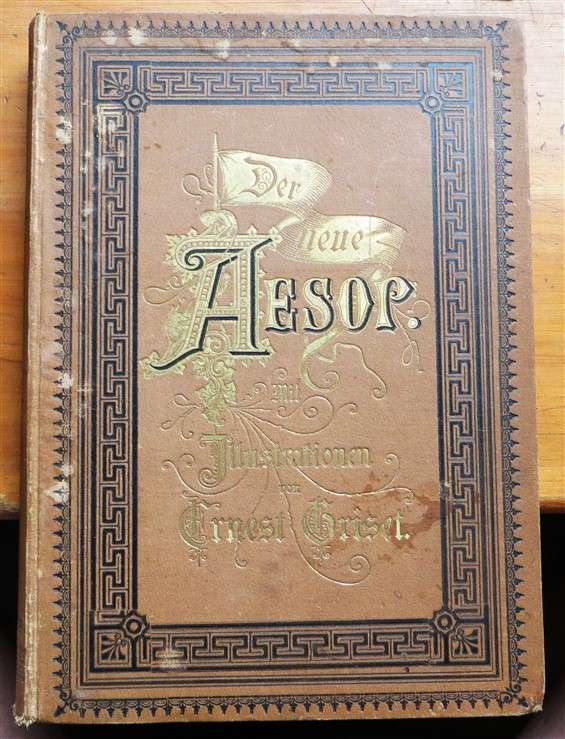 Der
neue
AESOP.
Mit
Illustrationen
von
Ernest Griset.